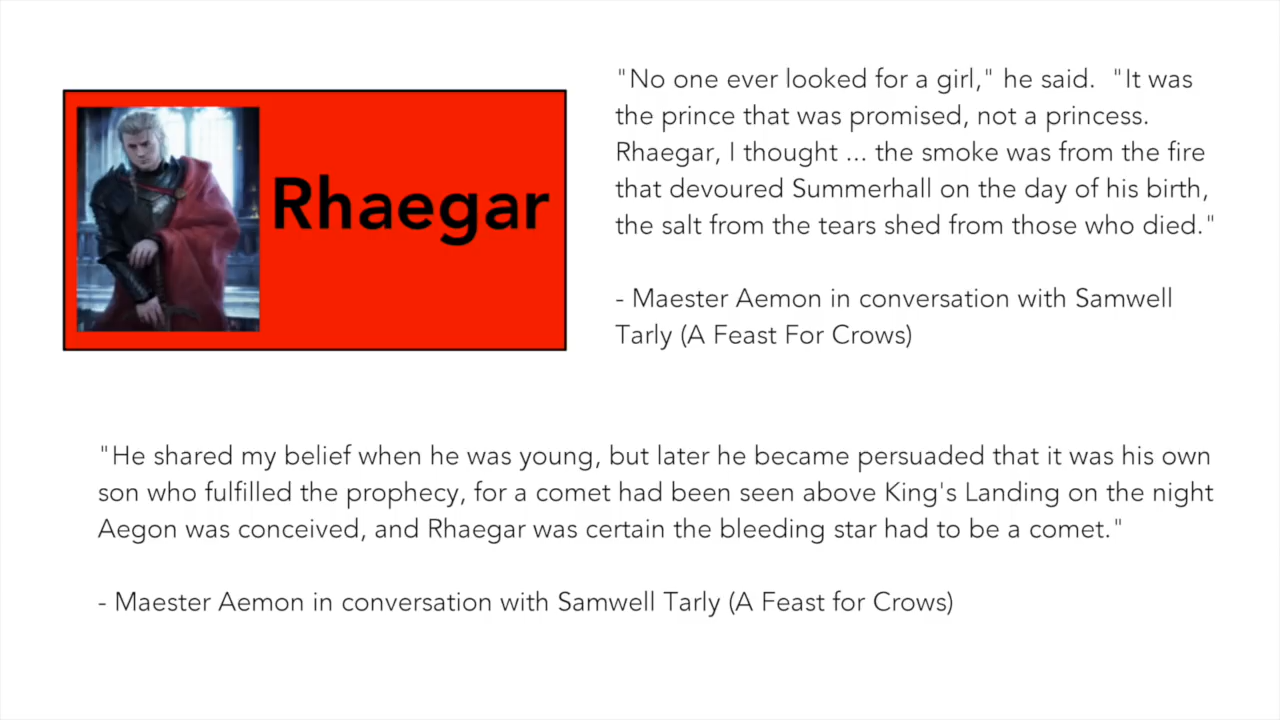 Rhaegar
"No one ever looked for a girl," he said.  "It was
the prince that was promised, not a princess.
Rhaegar, I thought ... the smoke was from the fire
that devoured Summerhall on the day of his birth,
the salt from the tears shed from those who died."
- Maester Aemon in conversation with Samwell
Tarly (A Feast For Crows)
"He shared my belief when he was young, but later he became persuaded that it was his own
son who fulfilled the prophecy, for a comet had been seen above King's Landing on the night
Aegon was conceived, and Rhaegar was certain the bleeding star had to be a comet."
- Maester Aemon in conversation with Samwell Tarly (A Feast for Crows)